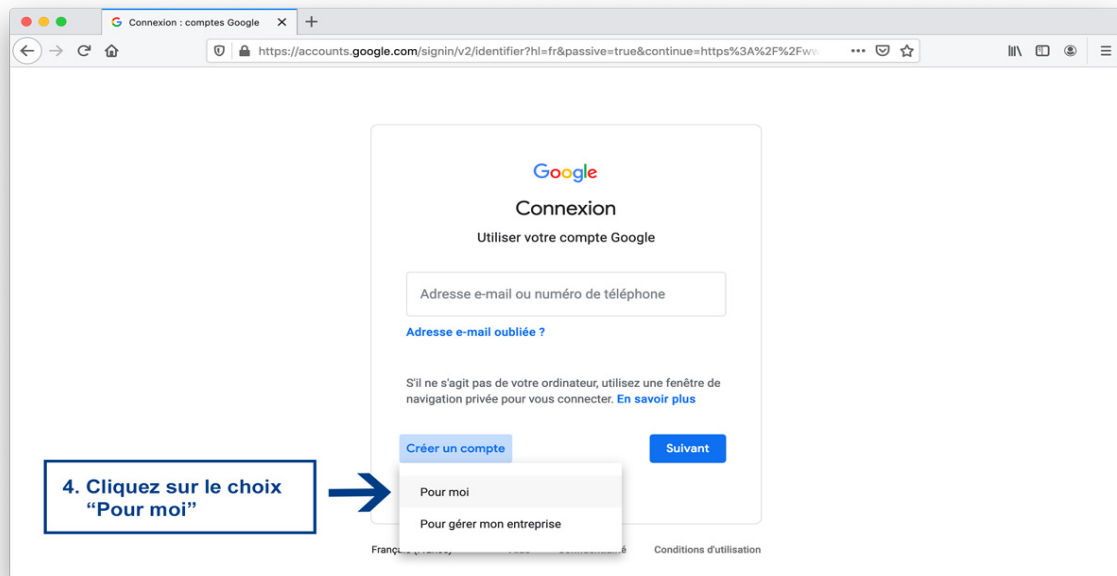 Connexion : comptes Google
https://accounts.google.com/signin/v2/identifier?hl=fr&passive=true&continue=https%3A%2F%2Fww
Google
Connexion
Utiliser votre compte Google
Adresse e-mail ou numéro de téléphone
Adresse e-mail oubliée ?
S'il ne s'agit pas de votre ordinateur, utilisez une fenêtre de
navigation privée pour vous connecter. En savoir plus
Créer un compte
Suivant
4. Cliquez sur le choix
“Pour moi”
Pour moi
Pour gérer mon entreprise
Conditions d'utilisation